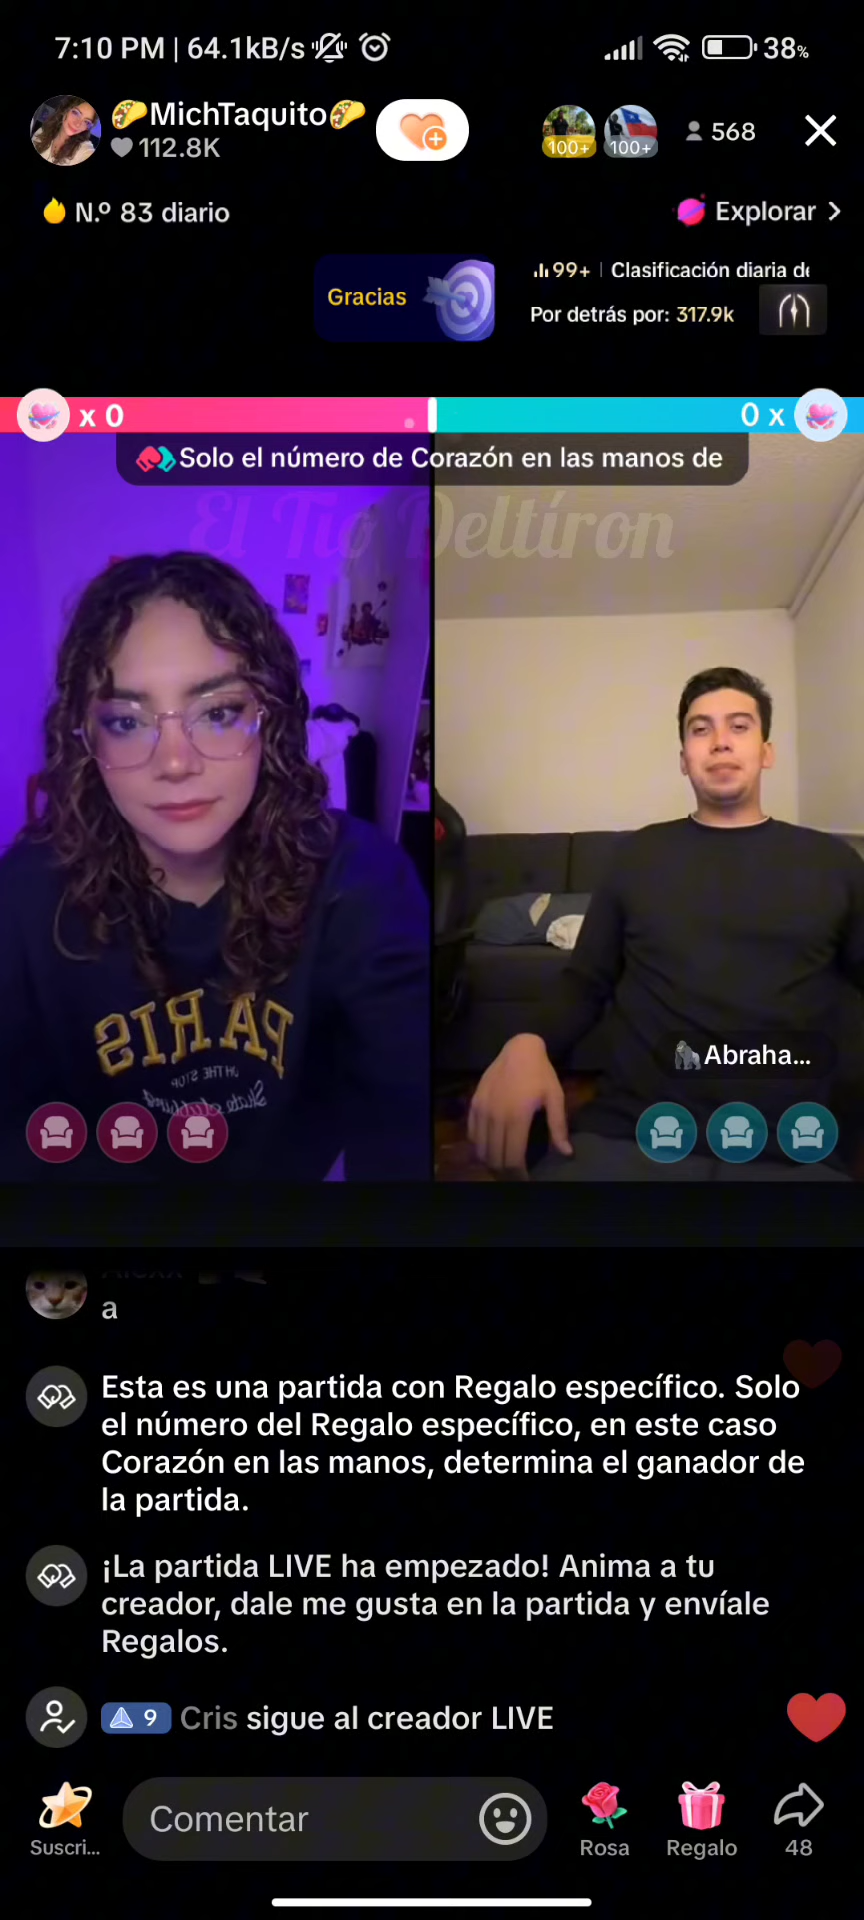 7:10 PM | 64.1kB/s
38%
🌮MichTaquito🌮
112.8K
100+
100+
568
N.º 83 diario
Explorar
Gracias
99+ | Clasificación diaria de
Por detrás por: 317.9k
x 0
0 x
Solo el número de Corazón en las manos de
El Tio Deltíron
PARIS
🦍Abraha...
a
Esta es una partida con Regalo específico. Solo
el número del Regalo específico, en este caso
Corazón en las manos, determina el ganador de
la partida.
¡La partida LIVE ha empezado! Anima a tu
creador, dale me gusta en la partida y envíale
Regalos.
9 Cris sigue al creador LIVE
Suscri...
Comentar
Rosa
Regalo
48